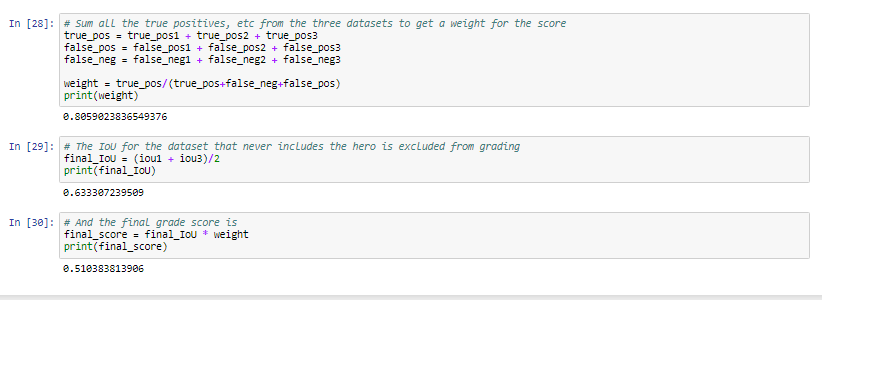 In [28]: # Sum all the true positives, etc from the three datasets to get a weight for the score
true_pos = true_pos1 + true_pos2 + true_pos3
false_pos = false_pos1 + false_pos2 + false_pos3
false_neg = false_neg1 + false_neg2 + false_neg3
weight = true_pos/(true_pos+false_neg+false_pos)
print(weight)
0.8059023836549376
In [29]: # The IoU for the dataset that never includes the hero is excluded from grading
final_IoU = (iou1 + iou3)/2
print(final_IoU)
0.633307239509
In [30]: # And the final grade score is
final_score = final_IoU * weight
print(final_score)
0.510383813906